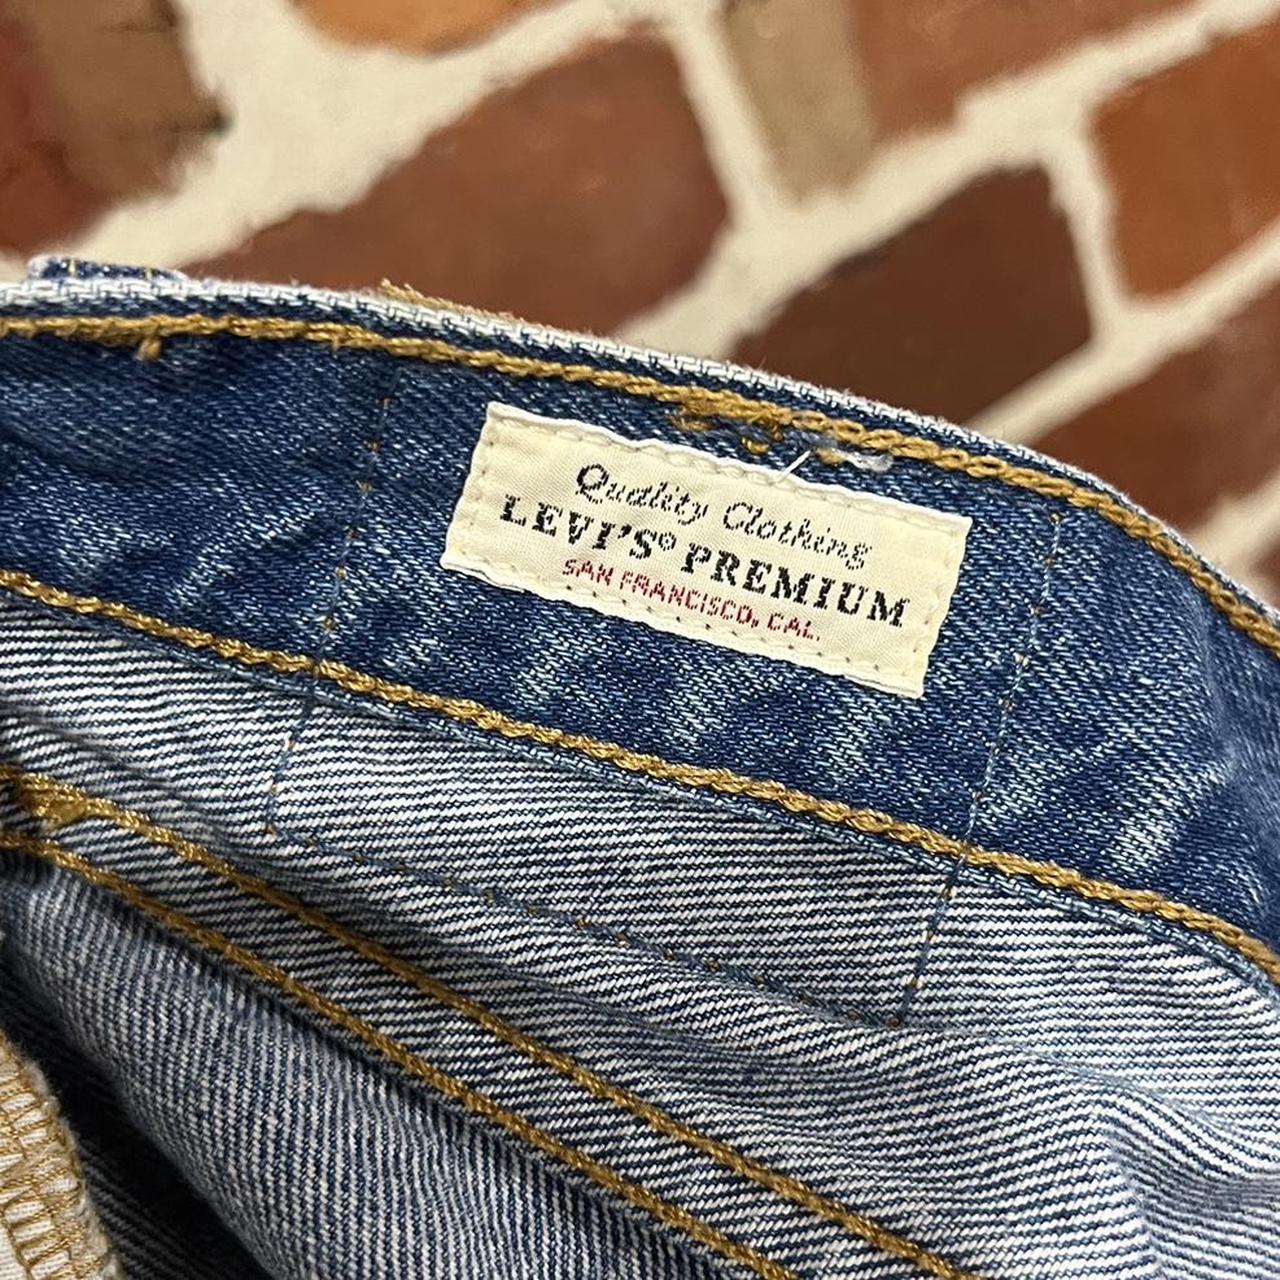 Quality Clothing
LEVI'S® PREMIUM
SAN FRANCISCO, CAL.